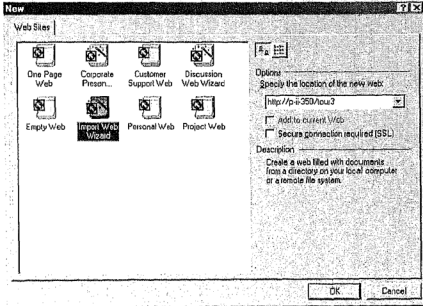 New
Web Sites
One Page
Web
Corporate
Presen...
Customer
Support Web
Discussion
Web Wizard
Empty Web
Import Web
Wizard
Personal Web
Project Web
Options
Specify the location of the new web:
http://p-ii-350/tour3
Add to current Web
Secure connection required (SSL)
Description
Create a web filled with documents
from a directory on your local computer
or a remote file system.
OK
Cancel